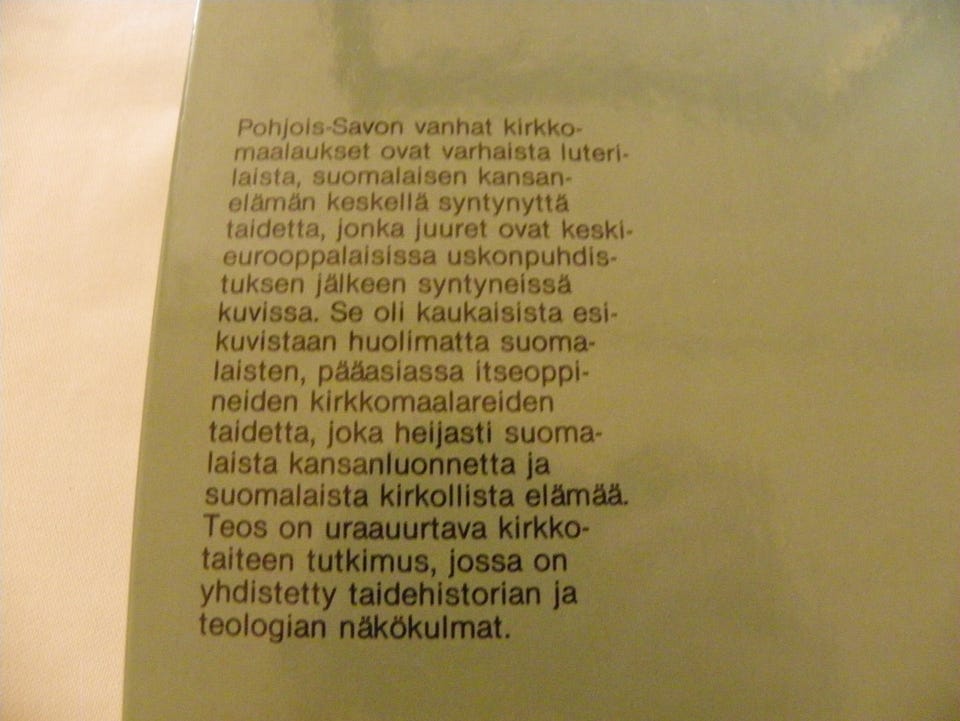 Pohjois-Savon vanhat kirkko-
maalaukset ovat varhaista luteri-
laista, suomalaisen kansan-
elämän keskellä syntynyttä
taidetta, jonka juuret ovat keski-
eurooppalaisissa uskonpuhdis-
tuksen jälkeen syntyneissä
kuvissa. Se oli kaukaisista esi-
kuvistaan huolimatta suoma-
laisten, pääasiassa itseoppi-
neiden kirkkomaalareiden
taidetta, joka heijasti suoma-
laista kansanluonnetta ja
suomalaista kirkollista elämää.
Teos on uraauurtava kirkko-
taiteen tutkimus, jossa on
yhdistetty taidehistorian ja
teologian näkökulmat.